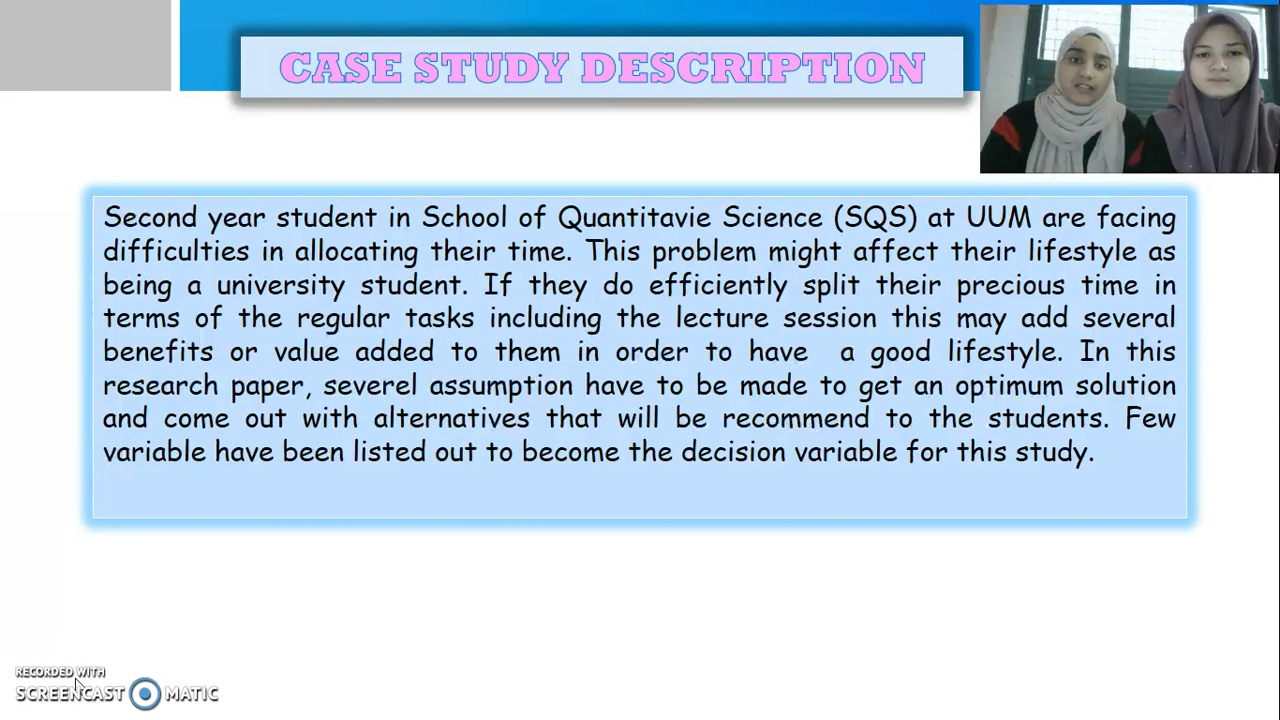 CASE STUDY DESCRIPTION
Second year student in School of Quantitavie Science (SQS) at UUM are facing
difficulties in allocating their time. This problem might affect their lifestyle as
being a university student. If they do efficiently split their precious time in
terms of the regular tasks including the lecture session this may add several
benefits or value added to them in order to have a good lifestyle. In this
research paper, severel assumption have to be made to get an optimum solution
and come out with alternatives that will be recommend to the students. Few
variable have been listed out to become the decision variable for this study.
RECORDED WITH
SCREENCAST MATIC